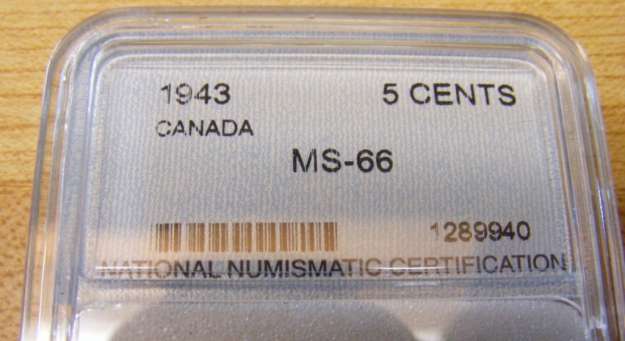 1943 5 CENTS
CANADA
MS-66
1289940
NATIONAL NUMISMATIC CERTIFICATION